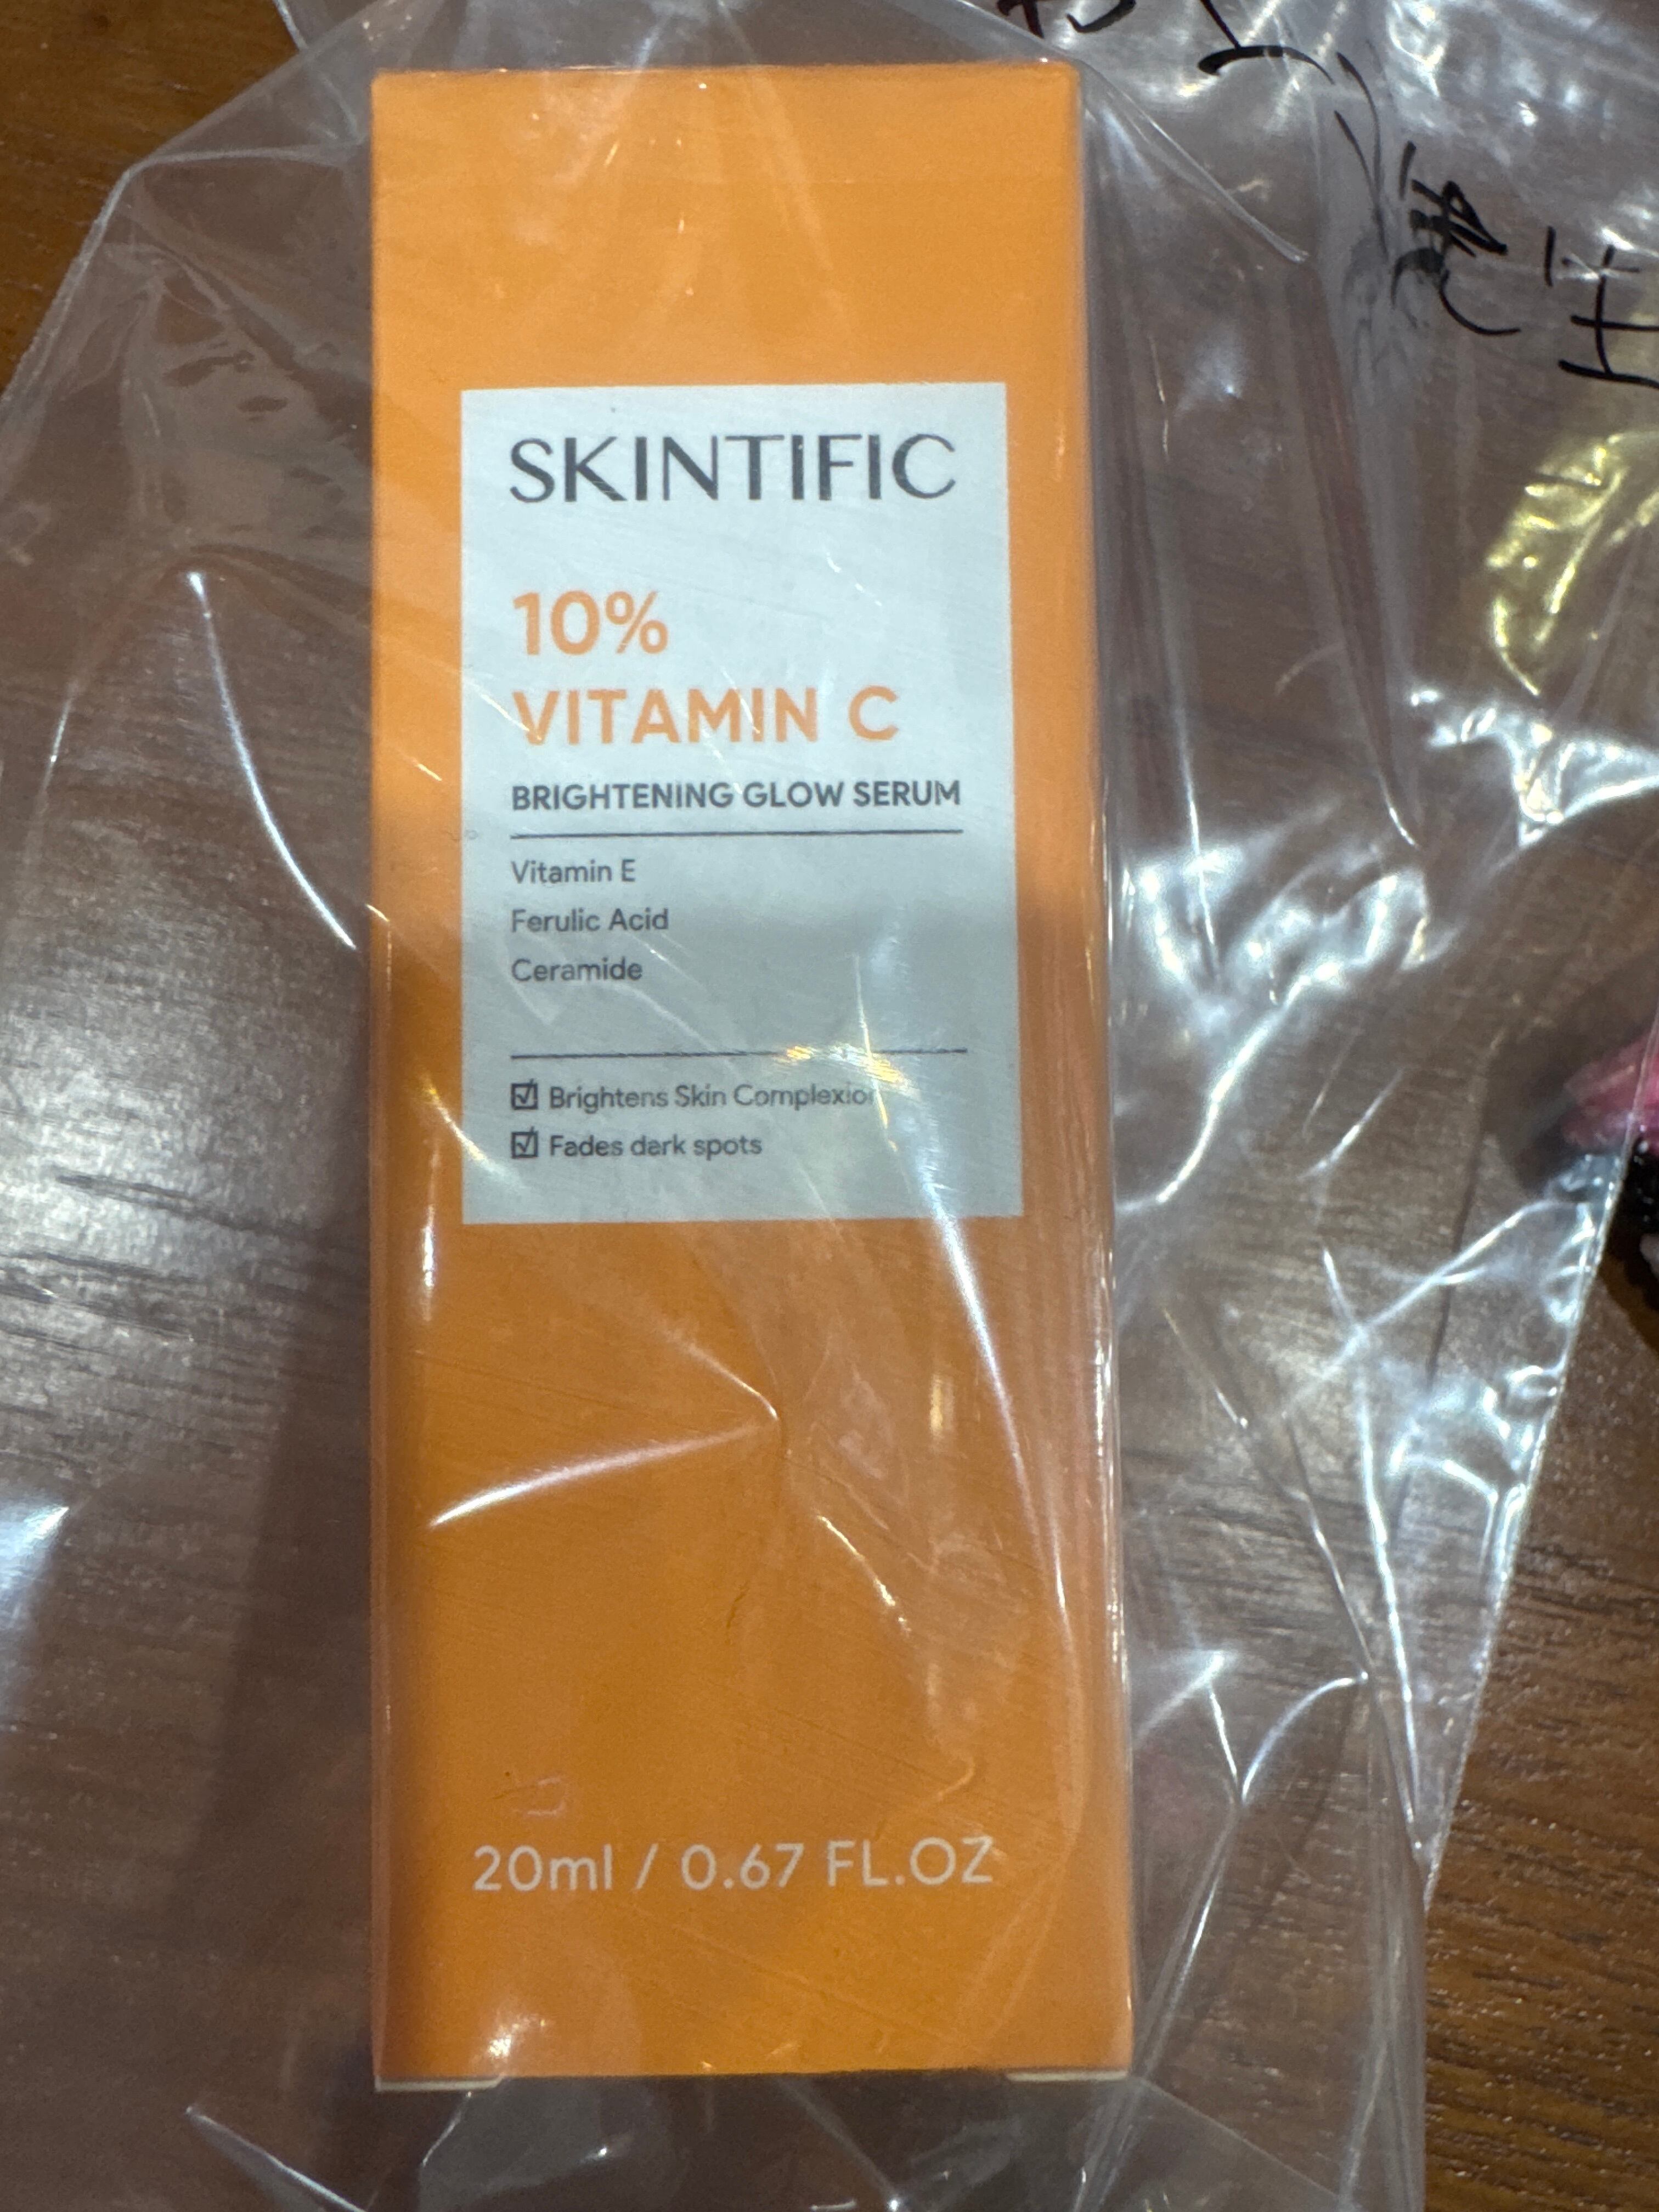 SKINTIFIC
10%
VITAMIN C
BRIGHTENING GLOW SERUM
Vitamin E
Ferulic Acid
Ceramide
Brightens Skin Complexion
Fades dark spots
20ml / 0.67 FL.OZ